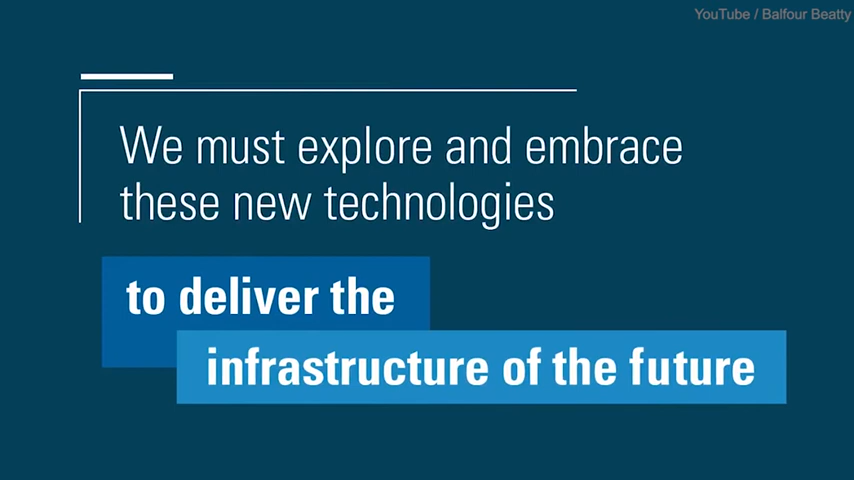 YouTube / Balfour Beatty
We must explore and embrace
these new technologies
to deliver the
infrastructure of the future